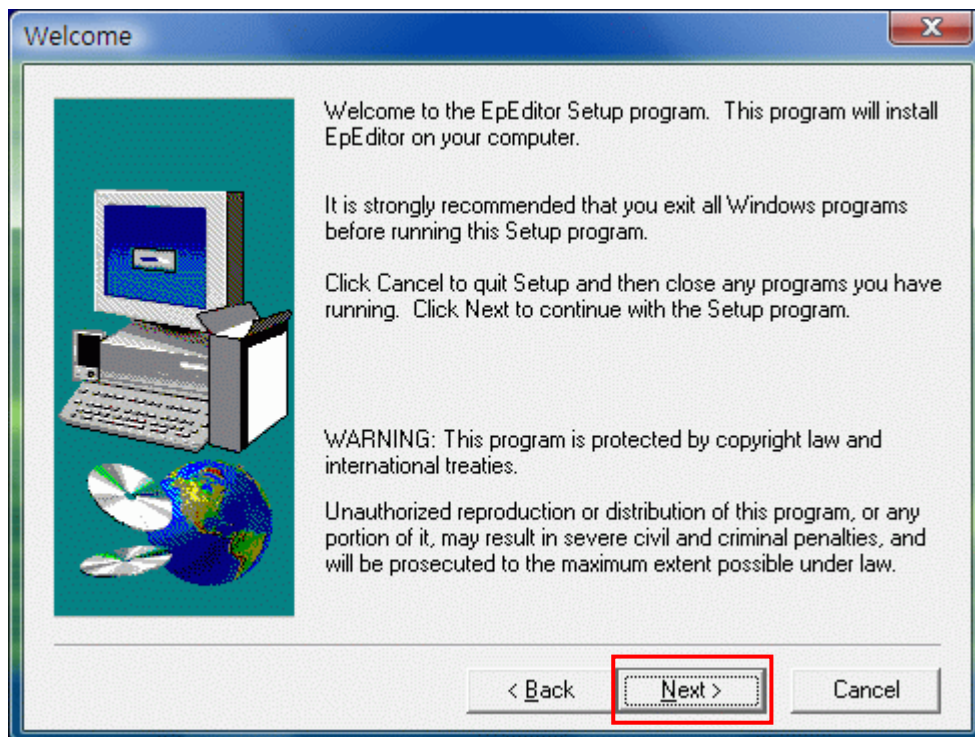 Welcome
Welcome to the EpEditor Setup program.  This program will install
EpEditor on your computer.
It is strongly recommended that you exit all Windows programs
before running this Setup program.
Click Cancel to quit Setup and then close any programs you have
running.  Click Next to continue with the Setup program.
WARNING: This program is protected by copyright law and
international treaties.
Unauthorized reproduction or distribution of this program, or any
portion of it, may result in severe civil and criminal penalties, and
will be prosecuted to the maximum extent possible under law.
< Back   Next >   Cancel